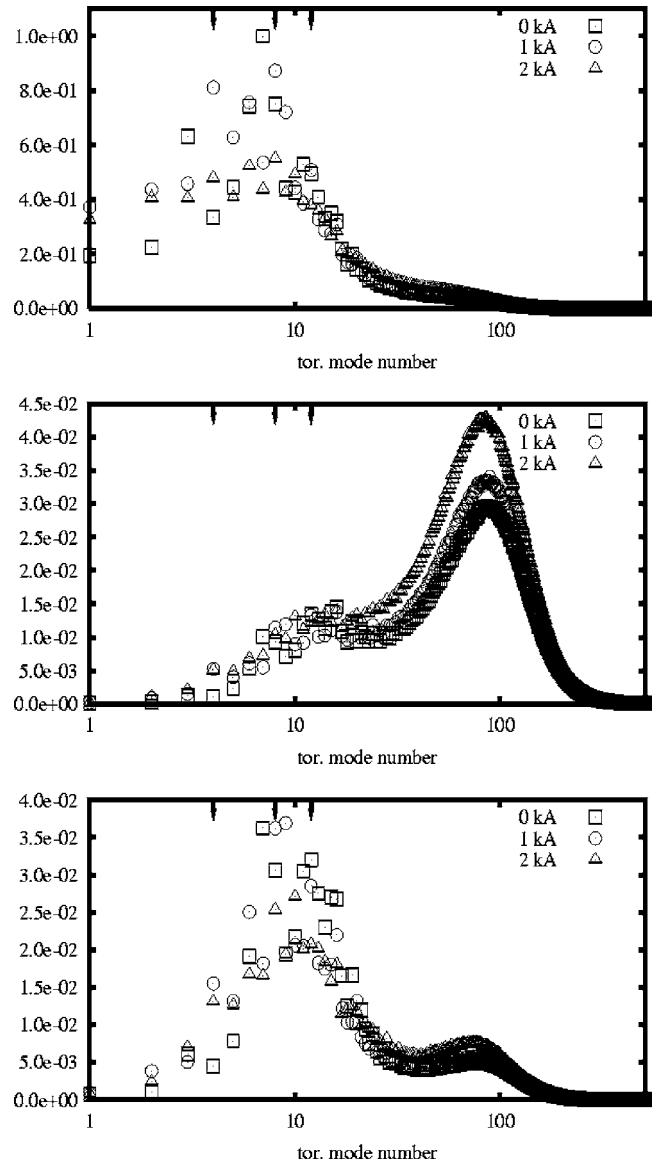 1.0e+00
8.0e-01
6.0e-01
4.0e-01
2.0e-01
0.0e+00
0 kA
1 kA
2 kA
1 10 100
tor. mode number
4.5e-02
4.0e-02
3.5e-02
3.0e-02
2.5e-02
2.0e-02
1.5e-02
1.0e-02
5.0e-03
0.0e+00
0 kA
1 kA
2 kA
1 10 100
tor. mode number
4.0e-02
3.5e-02
3.0e-02
2.5e-02
2.0e-02
1.5e-02
1.0e-02
5.0e-03
0.0e+00
0 kA
1 kA
2 kA
1 10 100
tor. mode number